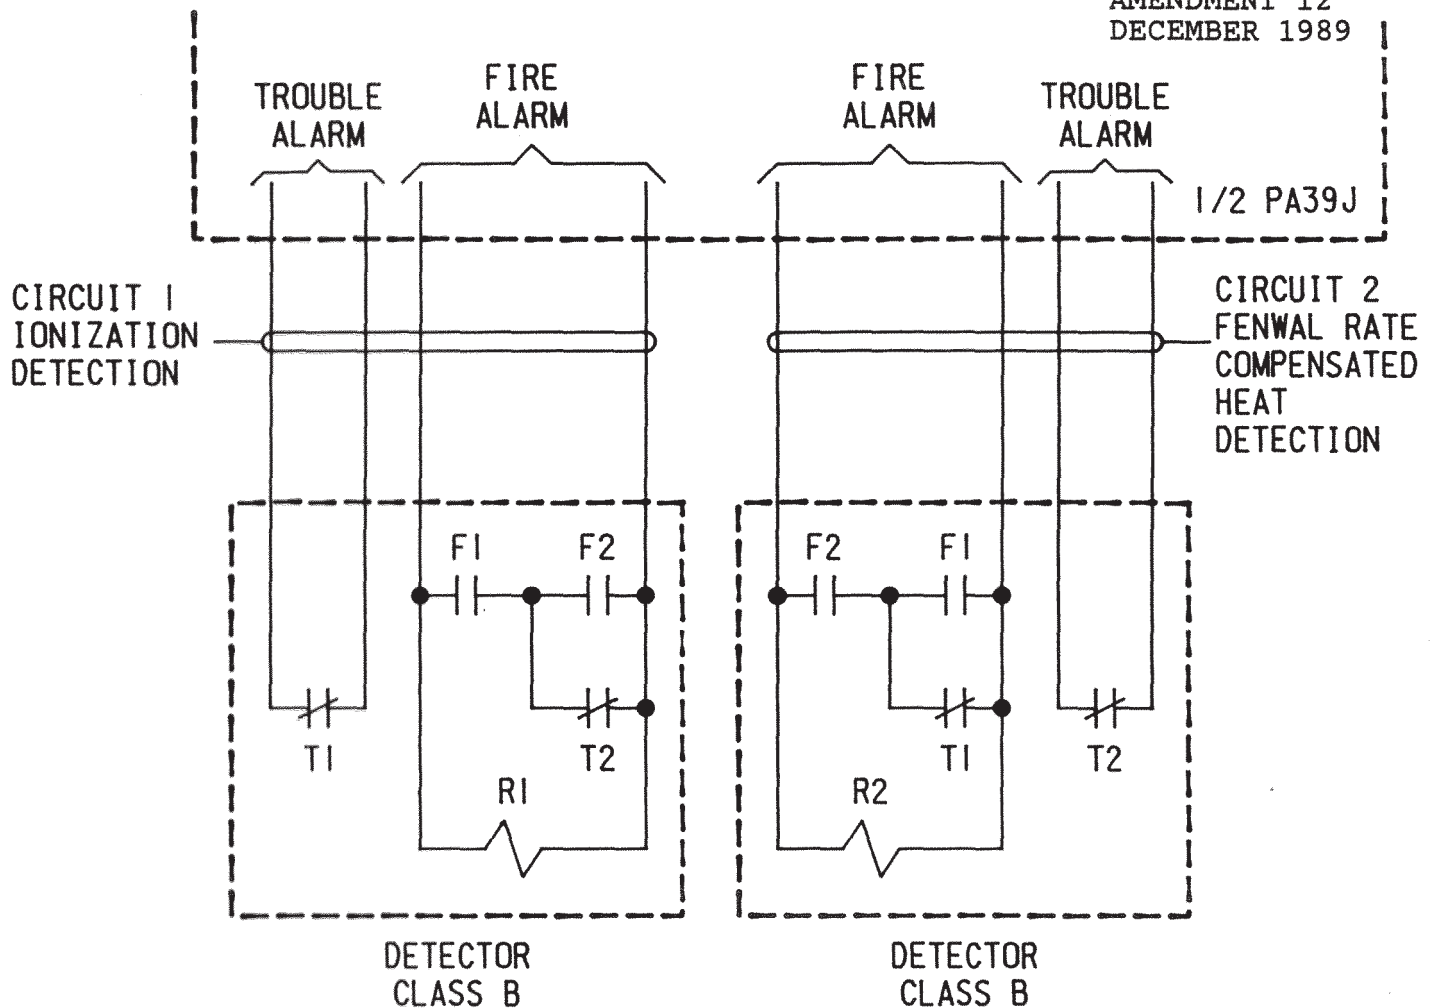 AMENDMENT 12
DECEMBER 1989
TROUBLE
ALARM
FIRE
ALARM
FIRE
ALARM
TROUBLE
ALARM
1/2 PA39J
CIRCUIT 1
IONIZATION
DETECTION
CIRCUIT 2
FENWAL RATE
COMPENSATED
HEAT
DETECTION
F1 F2
F2 F1
T1
T2
T1
T2
R1
R2
DETECTOR
CLASS B
DETECTOR
CLASS B